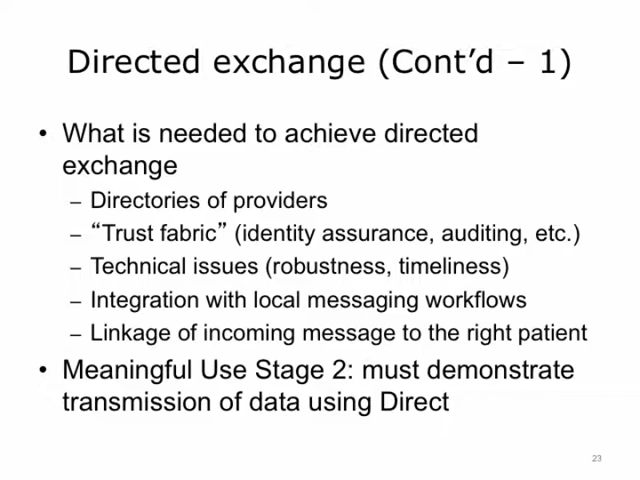 Directed exchange (Cont’d – 1)
• What is needed to achieve directed
exchange
– Directories of providers
– “Trust fabric” (identity assurance, auditing, etc.)
– Technical issues (robustness, timeliness)
– Integration with local messaging workflows
– Linkage of incoming message to the right patient
• Meaningful Use Stage 2: must demonstrate
transmission of data using Direct
23